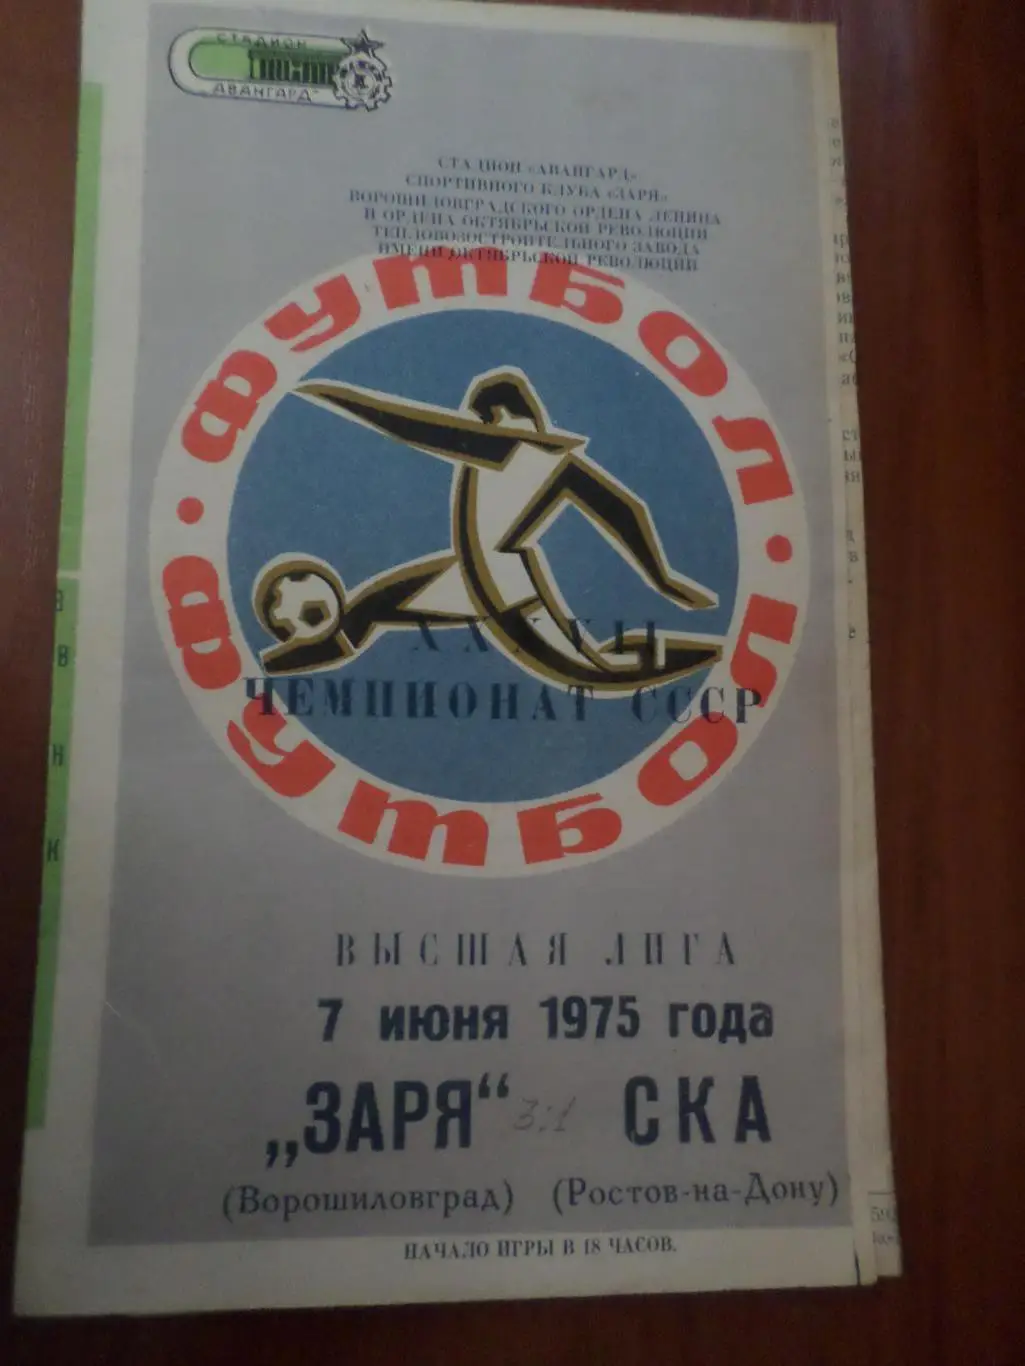 СТАДИОН
АВАНГАРД"
СТАДИОН «АВАНГАРД»
СПОРТИВНОГО КЛУБА «ЗАРЯ»
ВОРОШИЛОВГРАДСКОГО ОРДЕНА ЛЕНИНА
И ОРДЕНА ОКТЯБРЬСКОЙ РЕВОЛЮЦИИ
ТЕПЛОВОЗОСТРОИТЕЛЬНОГО ЗАВОДА
ИМЕНИ ОКТЯБРЬСКОЙ РЕВОЛЮЦИИ
ФУТБОЛ · ФУТБОЛ ·
XXXVII
ЧЕМПИОНАТ СССР
ВЫСШАЯ ЛИГА
7 июня 1975 года
„ЗАРЯ“ 3:1 СКА
(Ворошиловград) (Ростов-на-Дону)
НАЧАЛО ИГРЫ В 18 ЧАСОВ.